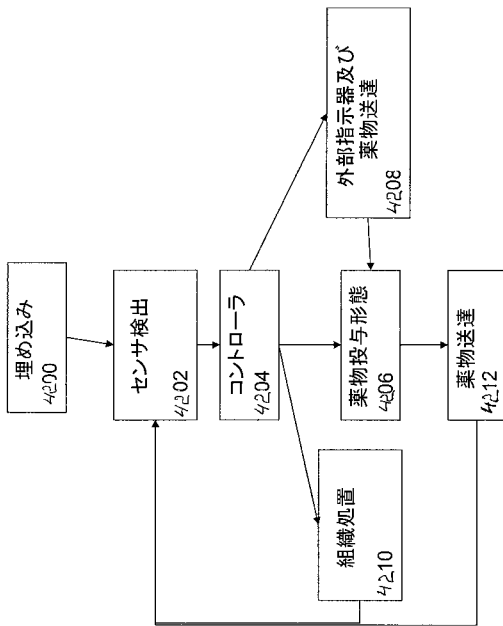 埋め込み
4200
センサ検出
4202
コントローラ
4204
外部指示器及び
薬物送達
4208
薬物投与形態
4206
組織処置
4210
薬物送達
4212